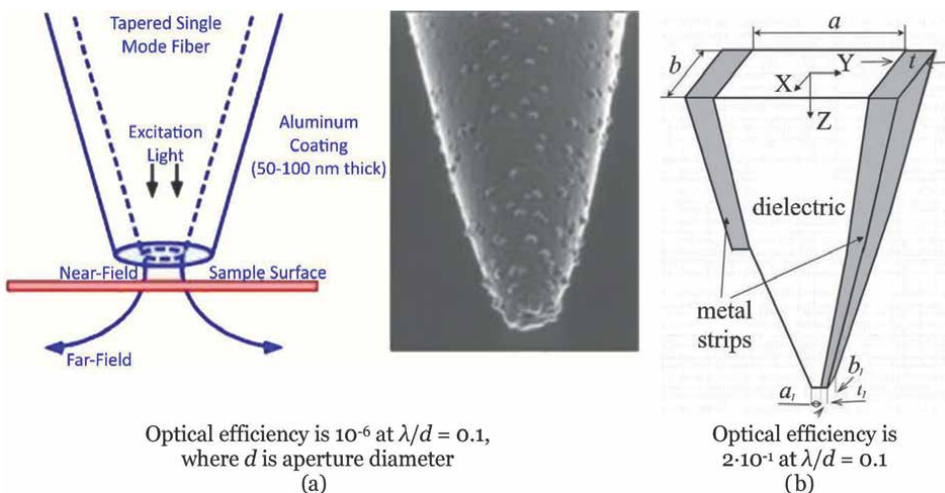 Tapered Single
Mode Fiber
Excitation
Light
Aluminum
Coating
(50-100 nm thick)
Near-Field
Sample Surface
Far-Field
Optical efficiency is 10⁻⁶ at λ/d = 0.1,
where d is aperture diameter
(a)
a
b
Y
t
X
Z
dielectric
metal
strips
b₁
a₁
t₁
Optical efficiency is
2·10⁻¹ at λ/d = 0.1
(b)